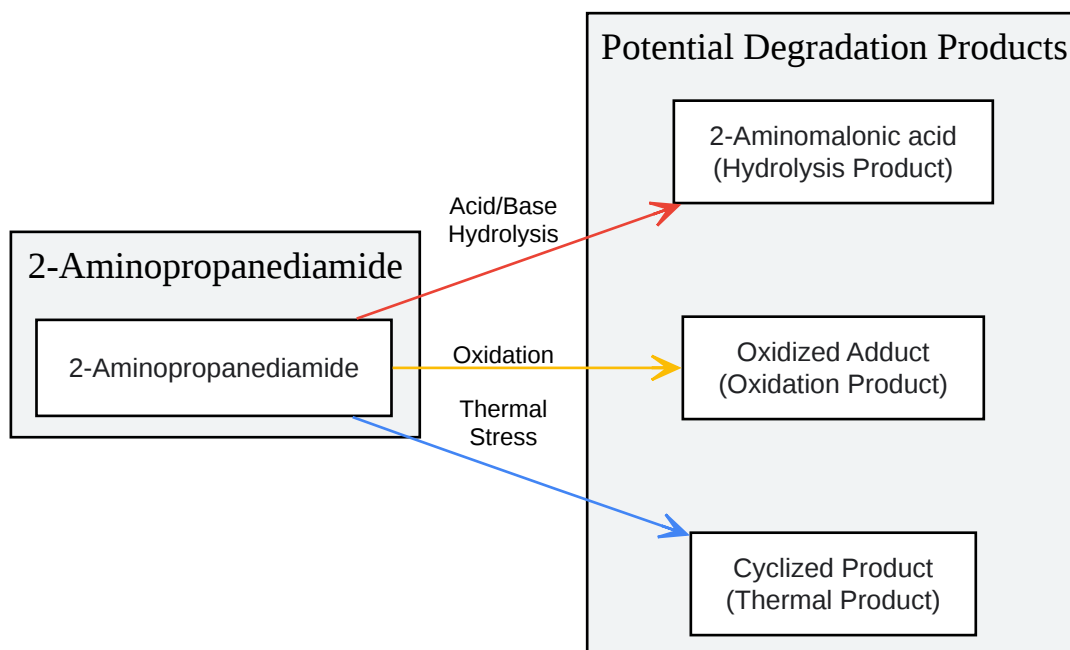 Potential Degradation Products
2-Aminomalonic acid
(Hydrolysis Product)
Acid/Base
Hydrolysis
2-Aminopropanediamide
2-Aminopropanediamide
Oxidation
Oxidized Adduct
(Oxidation Product)
Thermal
Stress
Cyclized Product
(Thermal Product)